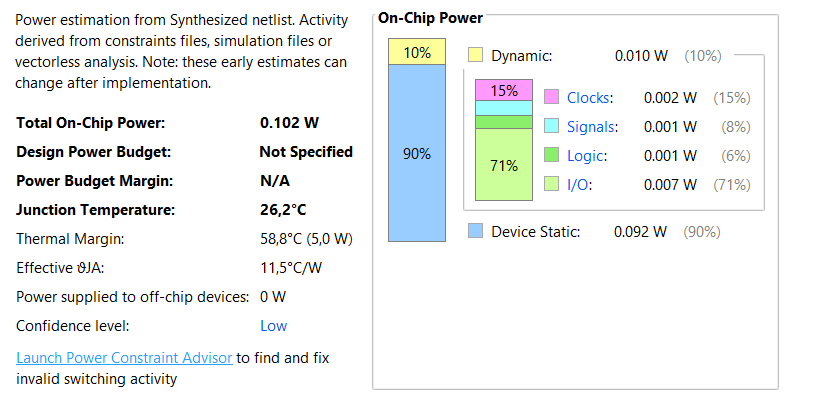 Power estimation from Synthesized netlist. Activity
derived from constraints files, simulation files or
vectorless analysis. Note: these early estimates can
change after implementation.
Total On-Chip Power: 0.102 W
Design Power Budget: Not Specified
Power Budget Margin: N/A
Junction Temperature: 26,2°C
Thermal Margin: 58,8°C (5,0 W)
Effective ϑJA: 11,5°C/W
Power supplied to off-chip devices: 0 W
Confidence level: Low
Launch Power Constraint Advisor to find and fix
invalid switching activity
On-Chip Power
10%
90%
Dynamic: 0.010 W (10%)
15%
71%
Clocks: 0.002 W (15%)
Signals: 0.001 W (8%)
Logic: 0.001 W (6%)
I/O: 0.007 W (71%)
Device Static: 0.092 W (90%)